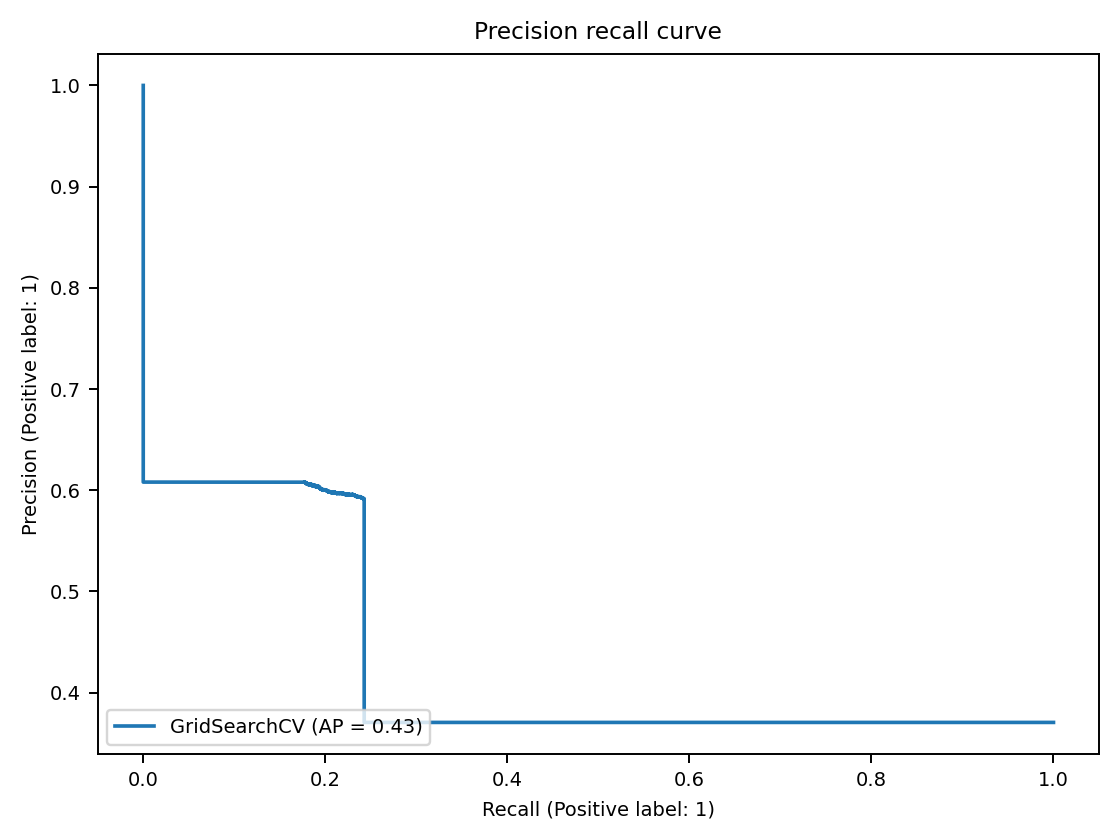 Precision recall curve
1.0
0.9
0.8
0.7
0.6
0.5
0.4
Precision (Positive label: 1)
GridSearchCV (AP = 0.43)
0.0 0.2 0.4 0.6 0.8 1.0
Recall (Positive label: 1)